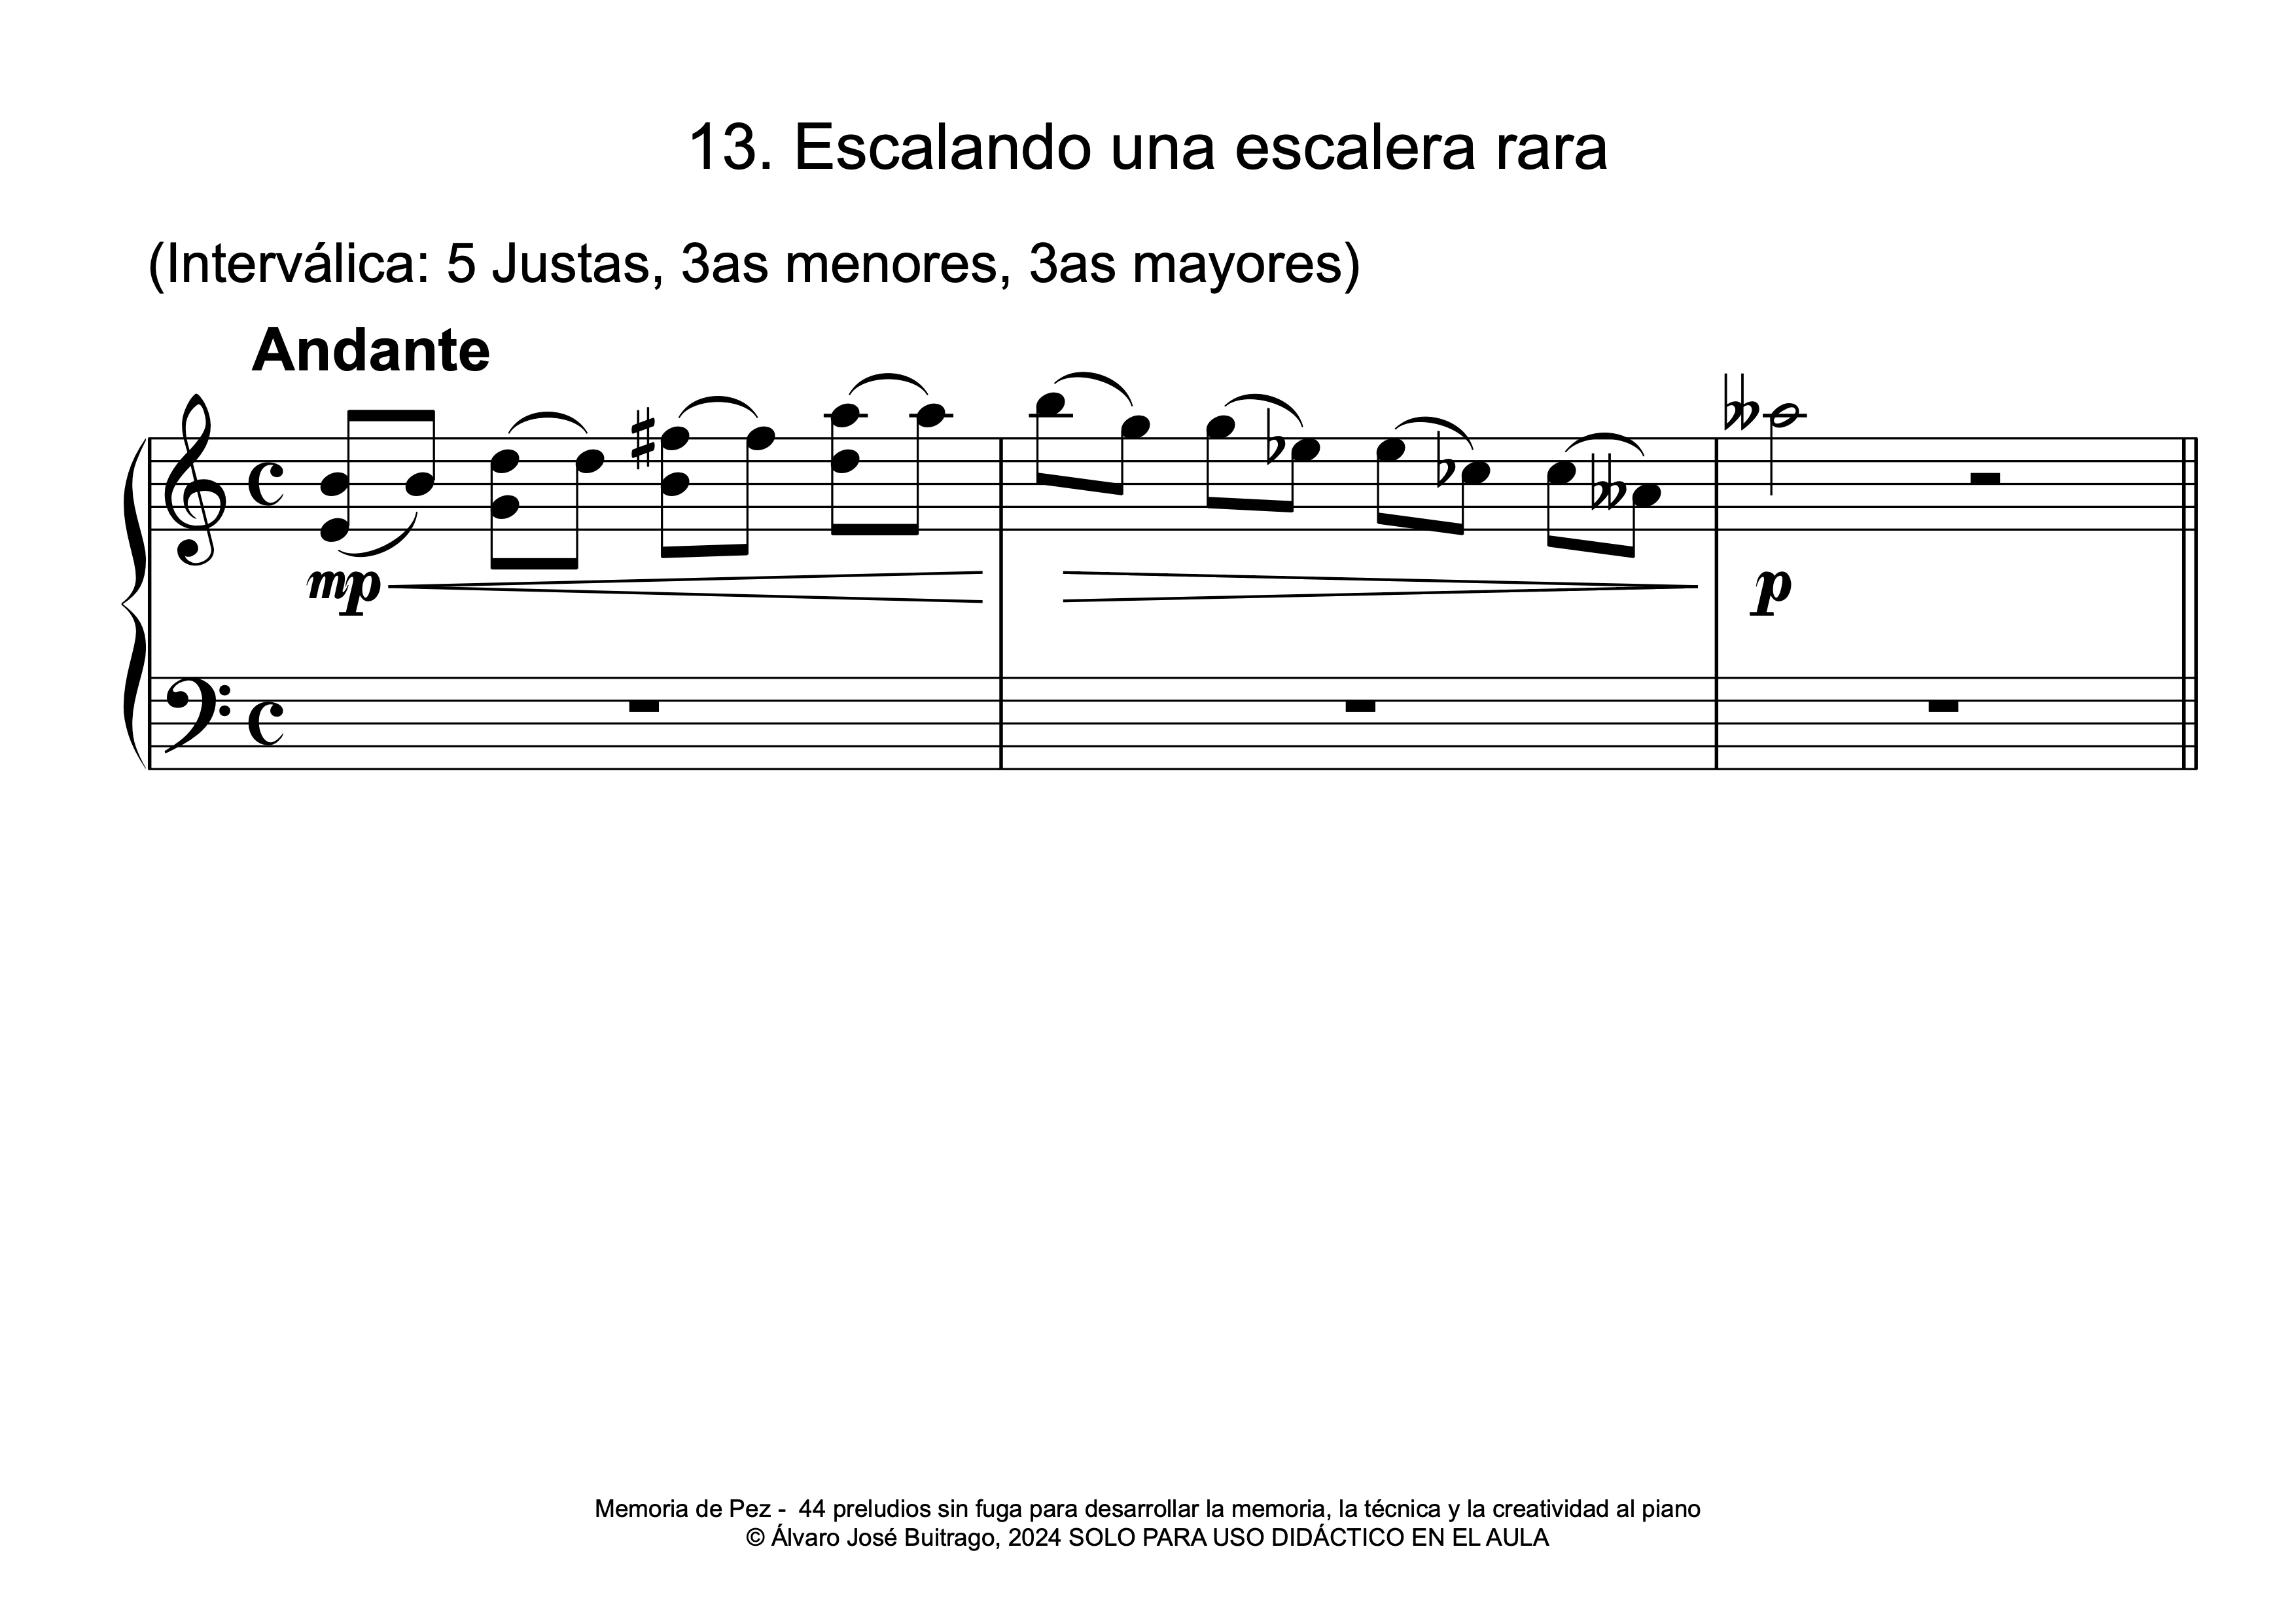 13. Escalando una escalera rara
(Interválica: 5 Justas, 3as menores, 3as mayores)
Andante
mp
p
Memoria de Pez -  44 preludios sin fuga para desarrollar la memoria, la técnica y la creatividad al piano
© Álvaro José Buitrago, 2024 SOLO PARA USO DIDÁCTICO EN EL AULA